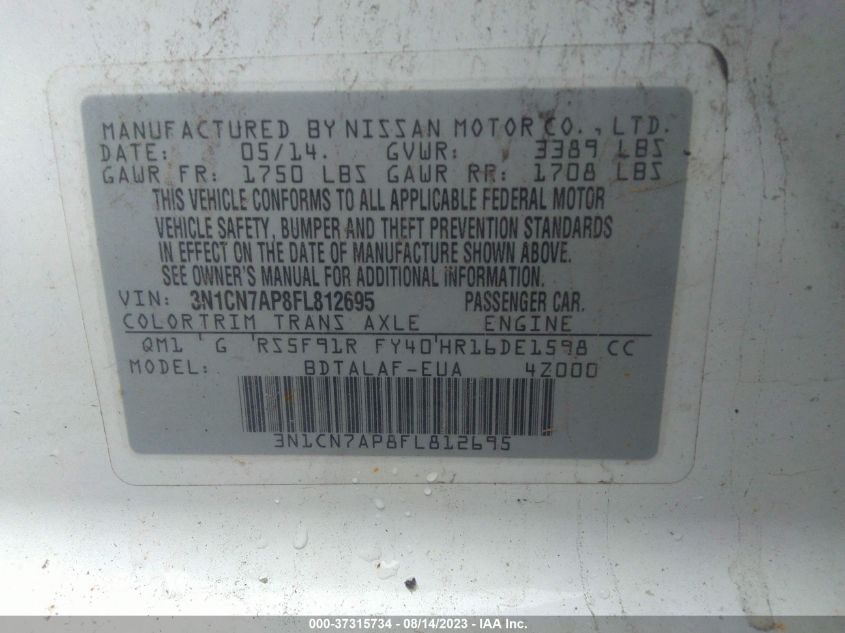 MANUFACTURED BY NISSAN MOTOR CO., LTD.
DATE: 05/14. GVWR: 3389 LBS
GAWR FR: 1750 LBS GAWR RR: 1708 LBS
THIS VEHICLE CONFORMS TO ALL APPLICABLE FEDERAL MOTOR
VEHICLE SAFETY, BUMPER AND THEFT PREVENTION STANDARDS
IN EFFECT ON THE DATE OF MANUFACTURE SHOWN ABOVE.
SEE OWNER'S MANUAL FOR ADDITIONAL INFORMATION.
VIN: 3N1CN7AP8FL812695 PASSENGER CAR.
COLORTRIM TRANS AXLE ENGINE
QM1 'G 'RS5F91R FY40'HR16DE1598 CC
MODEL: BDTALAF-EUA 4Z000
3N1CN7AP8FL812695
000-37315734 - 08/14/2023 - IAA Inc.